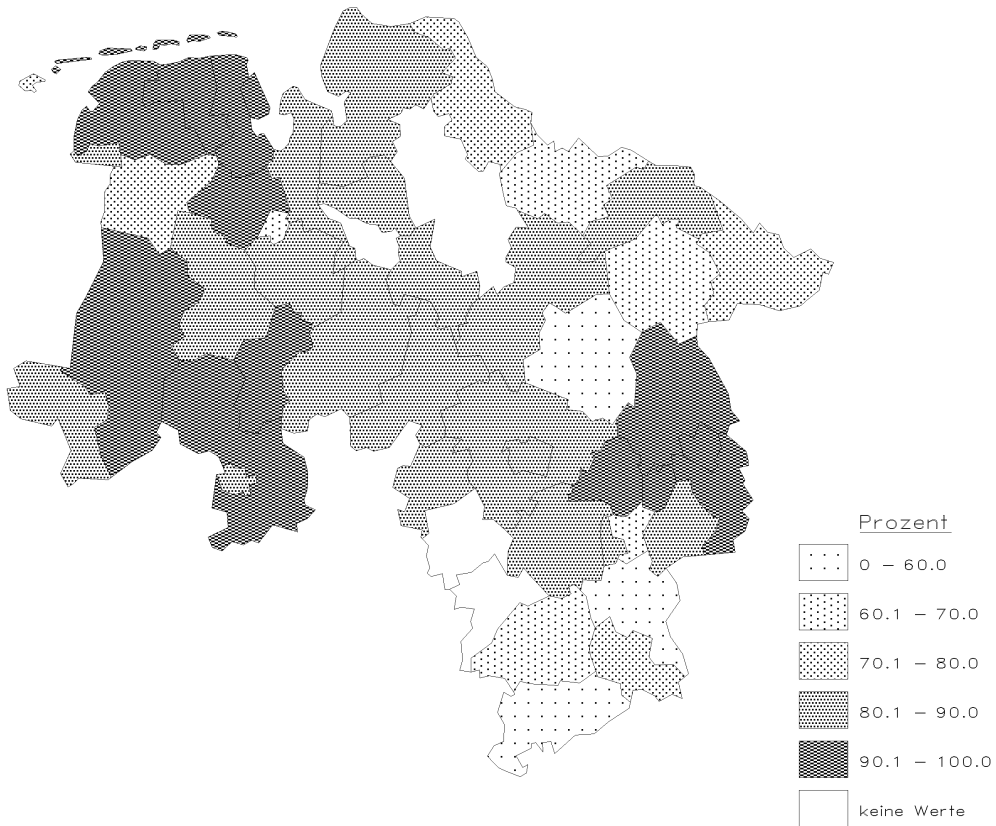 Prozent
0 – 60.0
60.1 – 70.0
70.1 – 80.0
80.1 – 90.0
90.1 – 100.0
keine Werte